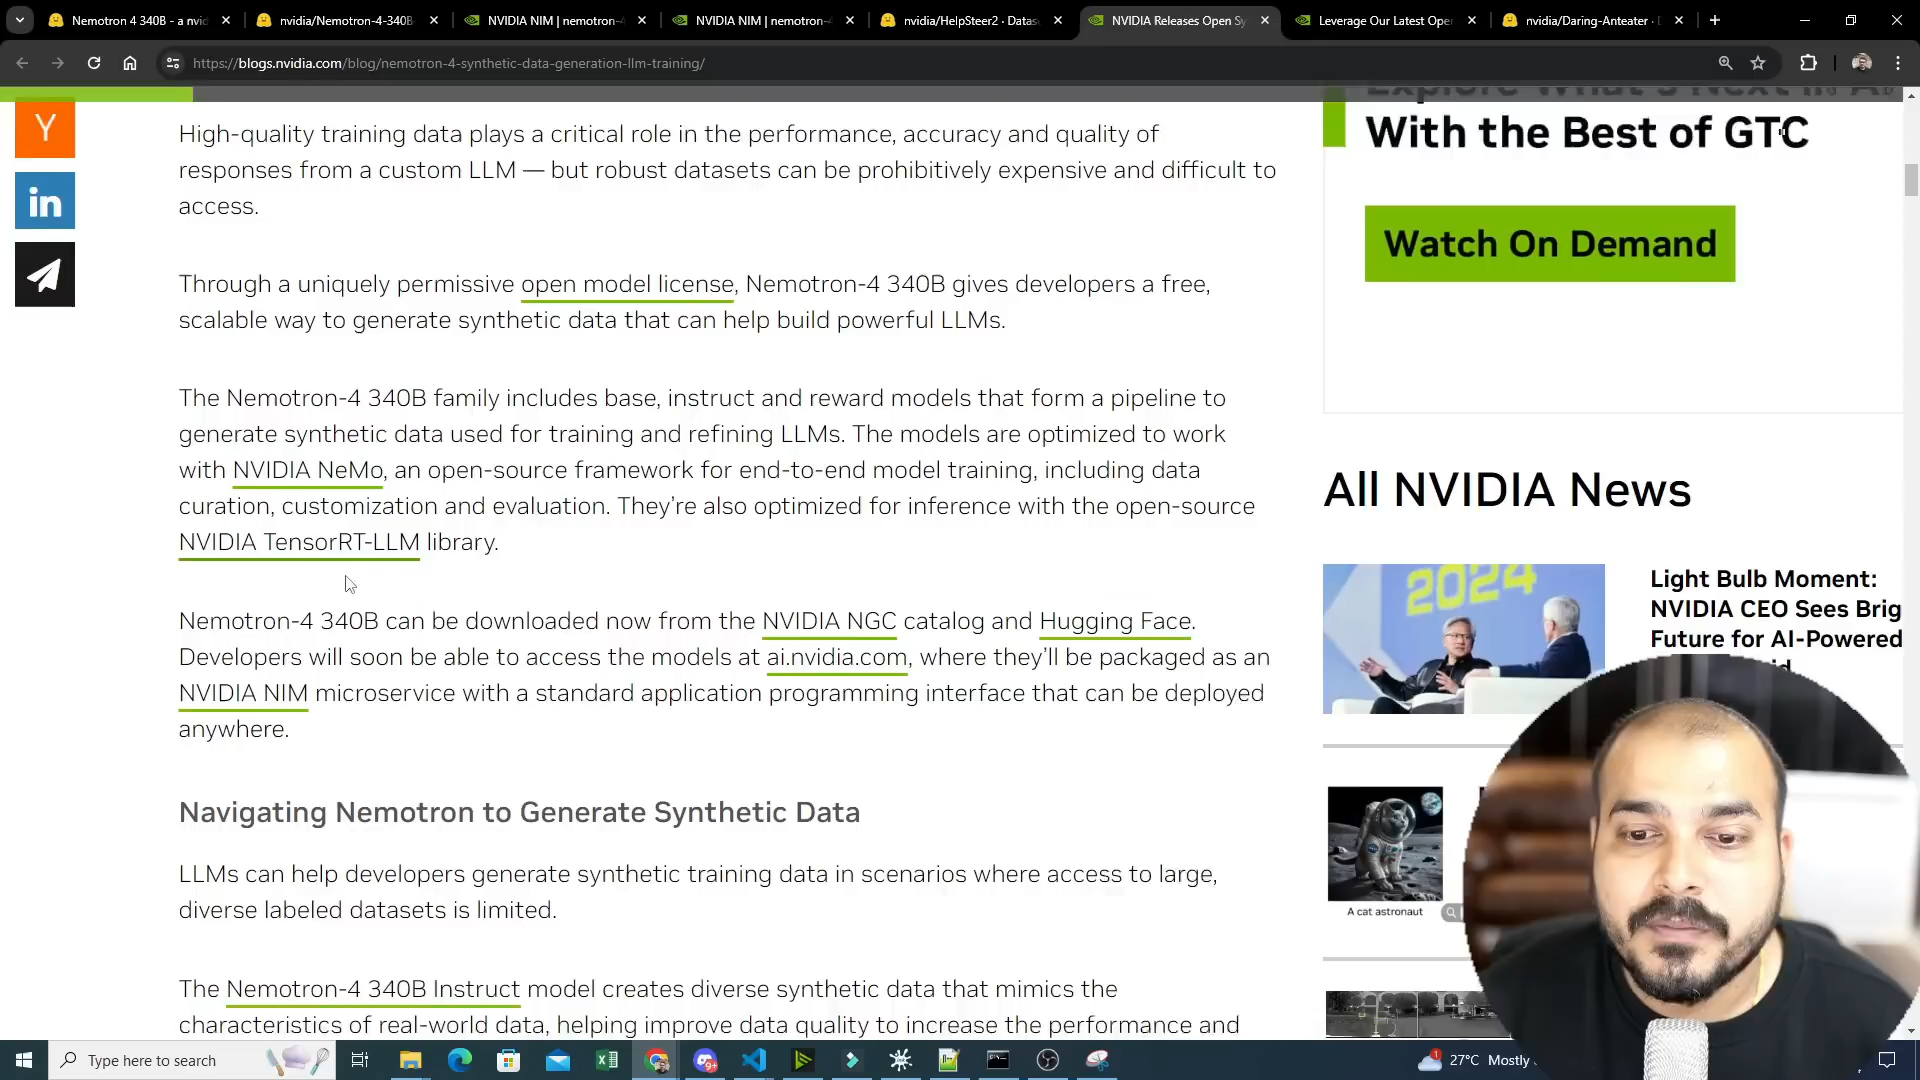 Nemotron 4 340B - a nvid
nvidia/Nemotron-4-340B-
NVIDIA NIM | nemotron-4
NVIDIA NIM | nemotron-4
nvidia/HelpSteer2 · Datas
NVIDIA Releases Open Sy
Leverage Our Latest Open
nvidia/Daring-Anteater · D
https://blogs.nvidia.com/blog/nemotron-4-synthetic-data-generation-llm-training/
Y
in
High-quality training data plays a critical role in the performance, accuracy and quality of
responses from a custom LLM — but robust datasets can be prohibitively expensive and difficult to
access.
Through a uniquely permissive open model license, Nemotron-4 340B gives developers a free,
scalable way to generate synthetic data that can help build powerful LLMs.
The Nemotron-4 340B family includes base, instruct and reward models that form a pipeline to
generate synthetic data used for training and refining LLMs. The models are optimized to work
with NVIDIA NeMo, an open-source framework for end-to-end model training, including data
curation, customization and evaluation. They’re also optimized for inference with the open-source
NVIDIA TensorRT-LLM library.
Nemotron-4 340B can be downloaded now from the NVIDIA NGC catalog and Hugging Face.
Developers will soon be able to access the models at ai.nvidia.com, where they’ll be packaged as an
NVIDIA NIM microservice with a standard application programming interface that can be deployed
anywhere.
Navigating Nemotron to Generate Synthetic Data
LLMs can help developers generate synthetic training data in scenarios where access to large,
diverse labeled datasets is limited.
The Nemotron-4 340B Instruct model creates diverse synthetic data that mimics the
characteristics of real-world data, helping improve data quality to increase the performance and
Explore What's Next in AI
With the Best of GTC
Watch On Demand
All NVIDIA News
2024
Light Bulb Moment:
NVIDIA CEO Sees Brig
Future for AI-Powered
A cat astronaut
Type here to search
27°C Mostly